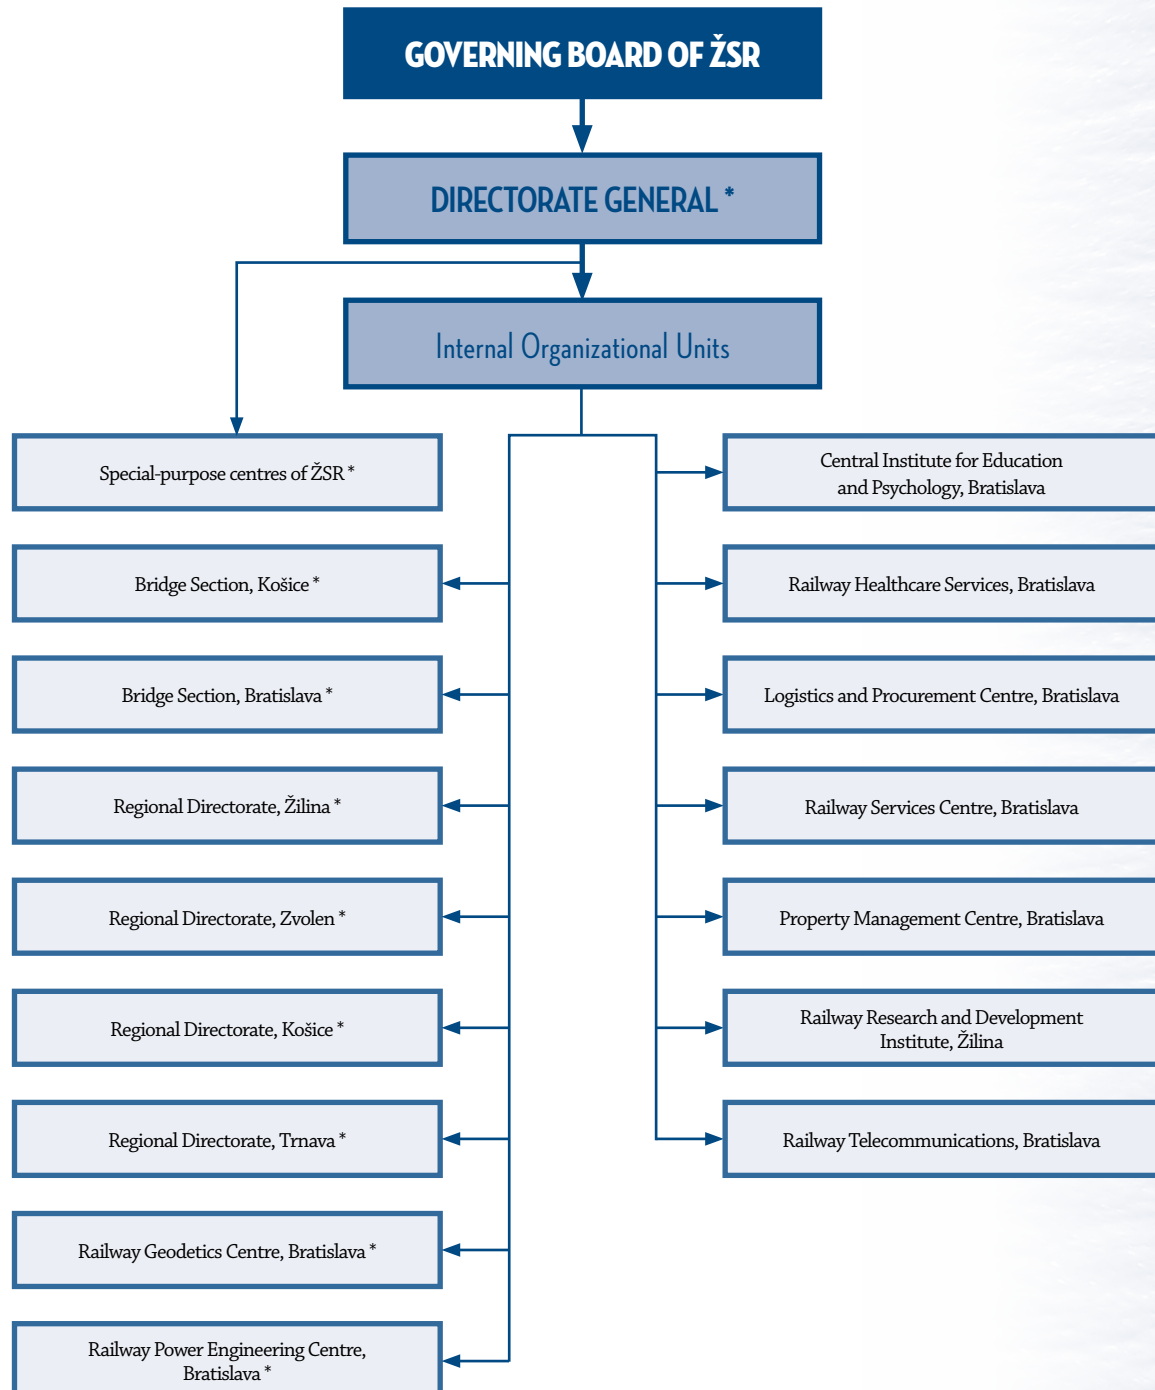 GOVERNING BOARD OF ŽSR
DIRECTORATE GENERAL *
Internal Organizational Units
Special-purpose centres of ŽSR *
Bridge Section, Košice *
Bridge Section, Bratislava *
Regional Directorate, Žilina *
Regional Directorate, Zvolen *
Regional Directorate, Košice *
Regional Directorate, Trnava *
Railway Geodetics Centre, Bratislava *
Railway Power Engineering Centre,
Bratislava *
Central Institute for Education
and Psychology, Bratislava
Railway Healthcare Services, Bratislava
Logistics and Procurement Centre, Bratislava
Railway Services Centre, Bratislava
Property Management Centre, Bratislava
Railway Research and Development
Institute, Žilina
Railway Telecommunications, Bratislava